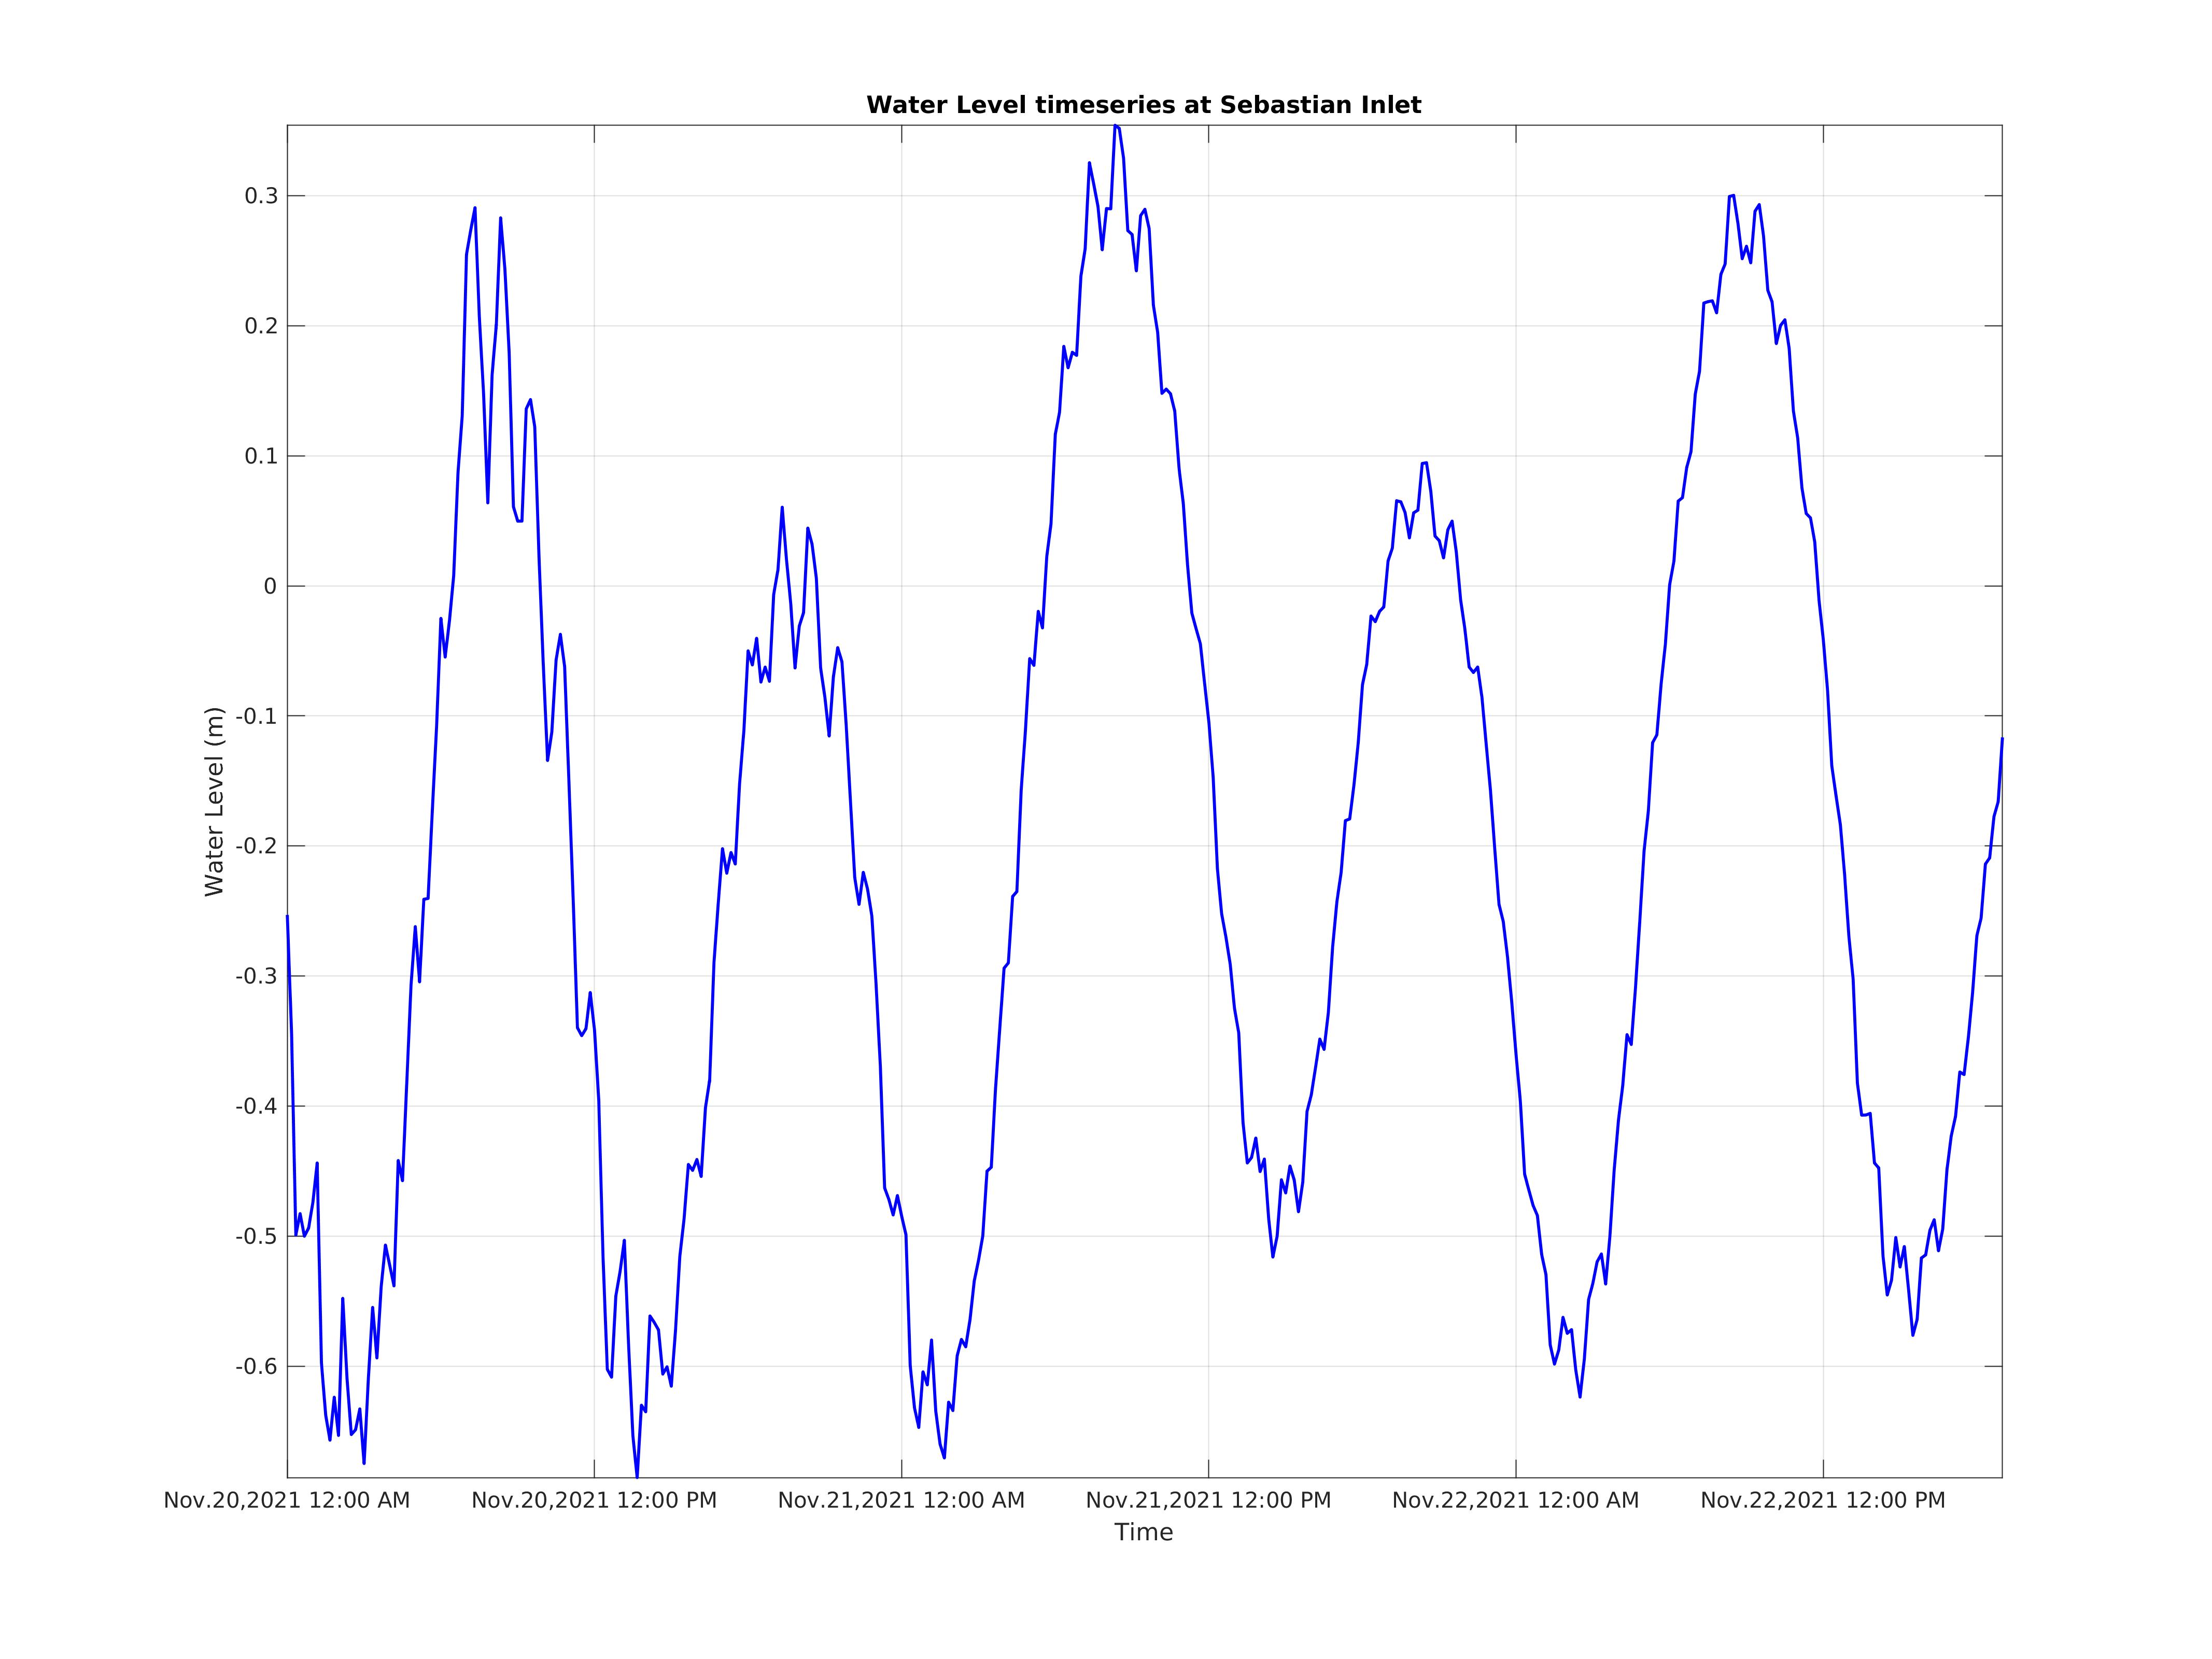 Water Level timeseries at Sebastian Inlet
0.3
0.2
0.1
0
-0.1
-0.2
-0.3
-0.4
-0.5
-0.6
Water Level (m)
Nov.20,2021 12:00 AM Nov.20,2021 12:00 PM Nov.21,2021 12:00 AM Nov.21,2021 12:00 PM Nov.22,2021 12:00 AM Nov.22,2021 12:00 PM
Time